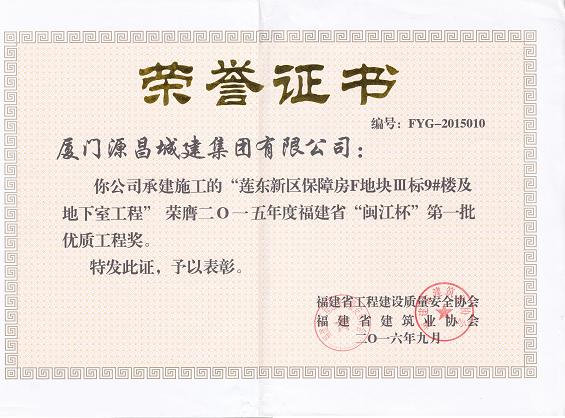 荣誉证书
编号：FYG-2015010
厦门源昌城建集团有限公司：
你公司承建施工的“莲东新区保障房F地块Ⅲ标9#楼及
地下室工程” 荣膺二O一五年度福建省“闽江杯”第一批
优质工程奖。
特发此证，予以表彰。
福建省工程建设质量安全协会
福建省建筑业协会
二O一六年九月